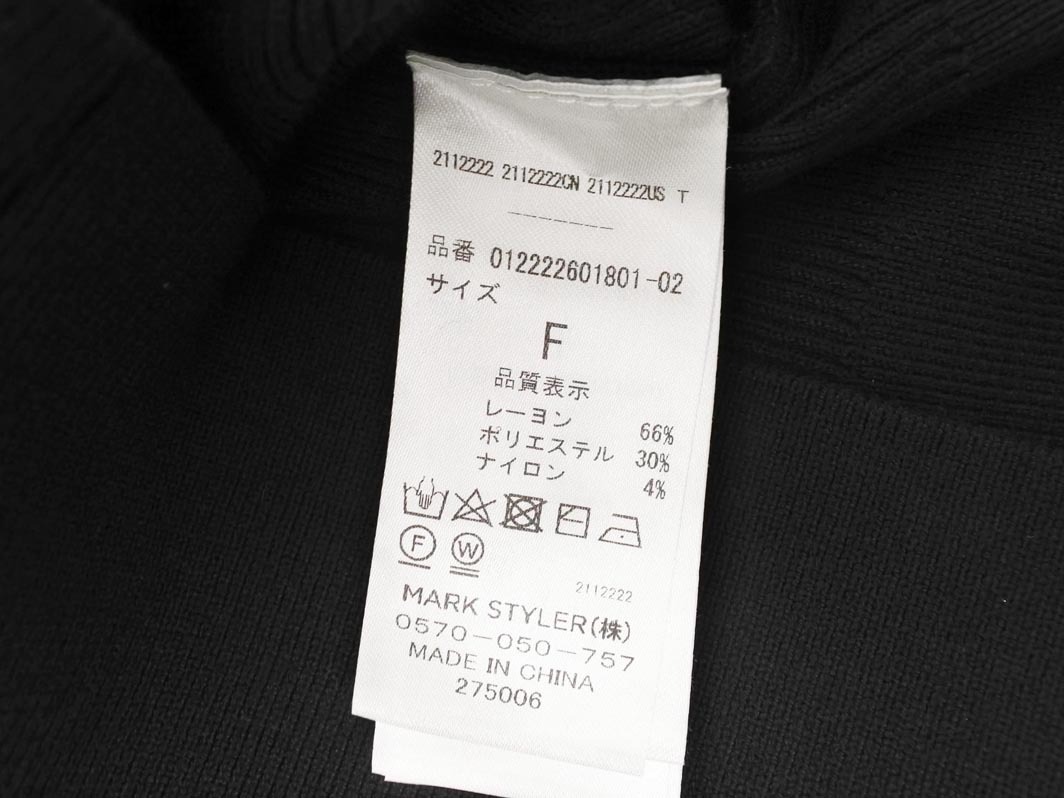 2112222 2112222CN 2112222US T
------
品番 012222601801-02
サイズ
F
品質表示
レーヨン 66%
ポリエステル 30%
ナイロン 4%
F W
2112222
MARK STYLER(株)
0570-050-757
MADE IN CHINA
275006